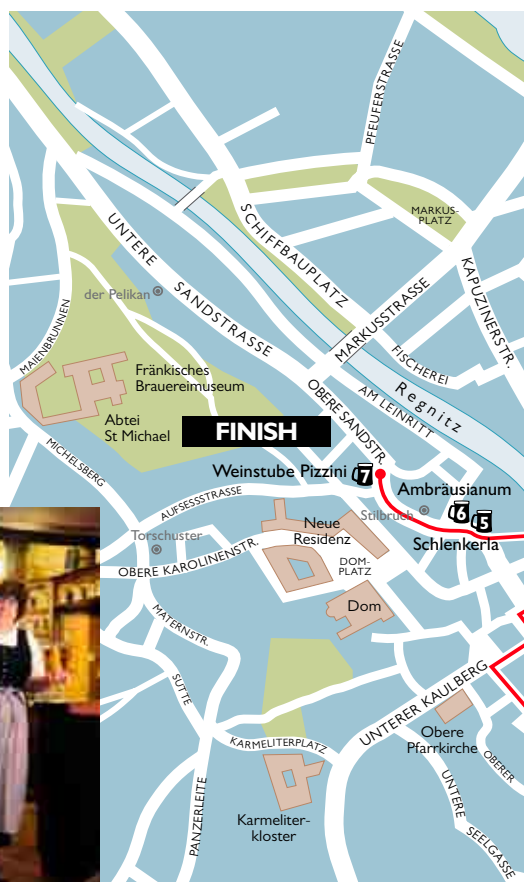 PFEUFERSTRASSE
MARKUS-
PLATZ
SCHIFFBAUPLATZ
KAPUZINERSTR.
UNTERE SANDSTRASSE
der Pelikan
MARKUSSTRASSE
FISCHEREI
MAIENBRUNNEN
Regnitz
Fränkisches
Brauereimuseum
AM LEINRITT
OBERE SANDSTR.
Abtei
St Michael
FINISH
MICHELSBERG
Weinstube Pizzini
7
Ambräusianum
AUFSESSSTRASSE
Stilbruch
6
5
Torschuster
Neue
Residenz
Schlenkerla
OBERE KAROLINENSTR.
DOM-
PLATZ
Dom
MATERNSTR.
SUTTE
UNTERER KAULBERG
KARMELITERPLATZ
Obere
Pfarrkirche
OBERER
PANZERLEITE
Karmeliter-
kloster
UNTERE
SEELGASSE